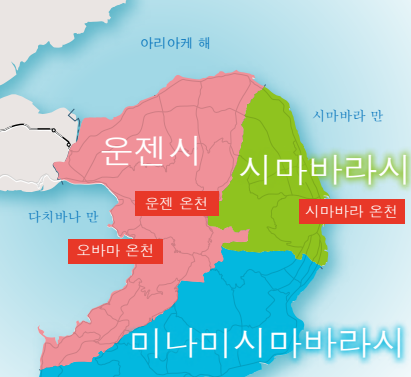 아리아케 해
시마바라 만
운젠시
시마바라시
운젠 온천
시마바라 온천
다치바나 만
오바마 온천
미나미시마바라시